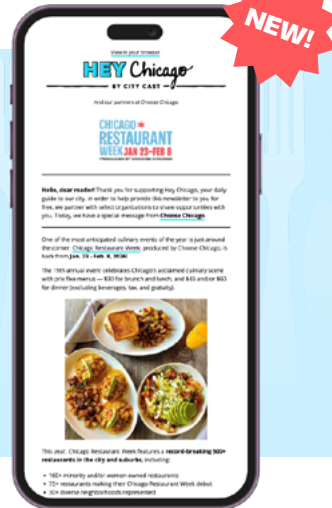 NEW!
View in your browser
HEY Chicago
BY CITY CAST
And our partners at Choose Chicago
CHICAGO
RESTAURANT
WEEK JAN 23-FEB 8
Hello, dear reader! Thank you for supporting Hey Chicago, your daily
guide to our city. In order to help provide this newsletter to you for
free, we partner with select organizations to share opportunities with
you. Today, we have a special message from Choose Chicago.
One of the most anticipated culinary events of the year is just around
the corner. Chicago Restaurant Week, produced by Choose Chicago, is
back from Jan. 23 - Feb. 8, 2026!
The 19th annual event celebrates Chicago's acclaimed culinary scene
with prix fixe menus — $30 for brunch and lunch, and $45 and/or $60
for dinner (excluding beverages, tax, and gratuity).
This year, Chicago Restaurant Week features a record-breaking 500+
restaurants in the city and suburbs, including:
• 160+ minority and/or women-owned restaurants
• 75+ restaurants making their Chicago Restaurant Week debut
• 30+ diverse neighborhoods represented